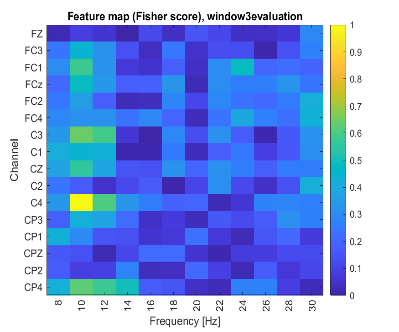 Feature map (Fisher score), window3evaluation
Channel
FZ
FC3
FC1
FCz
FC2
FC4
C3
C1
CZ
C2
C4
CP3
CP1
CPZ
CP2
CP4
8 10 12 14 16 18 20 22 24 26 28 30
Frequency [Hz]
1
0.9
0.8
0.7
0.6
0.5
0.4
0.3
0.2
0.1
0